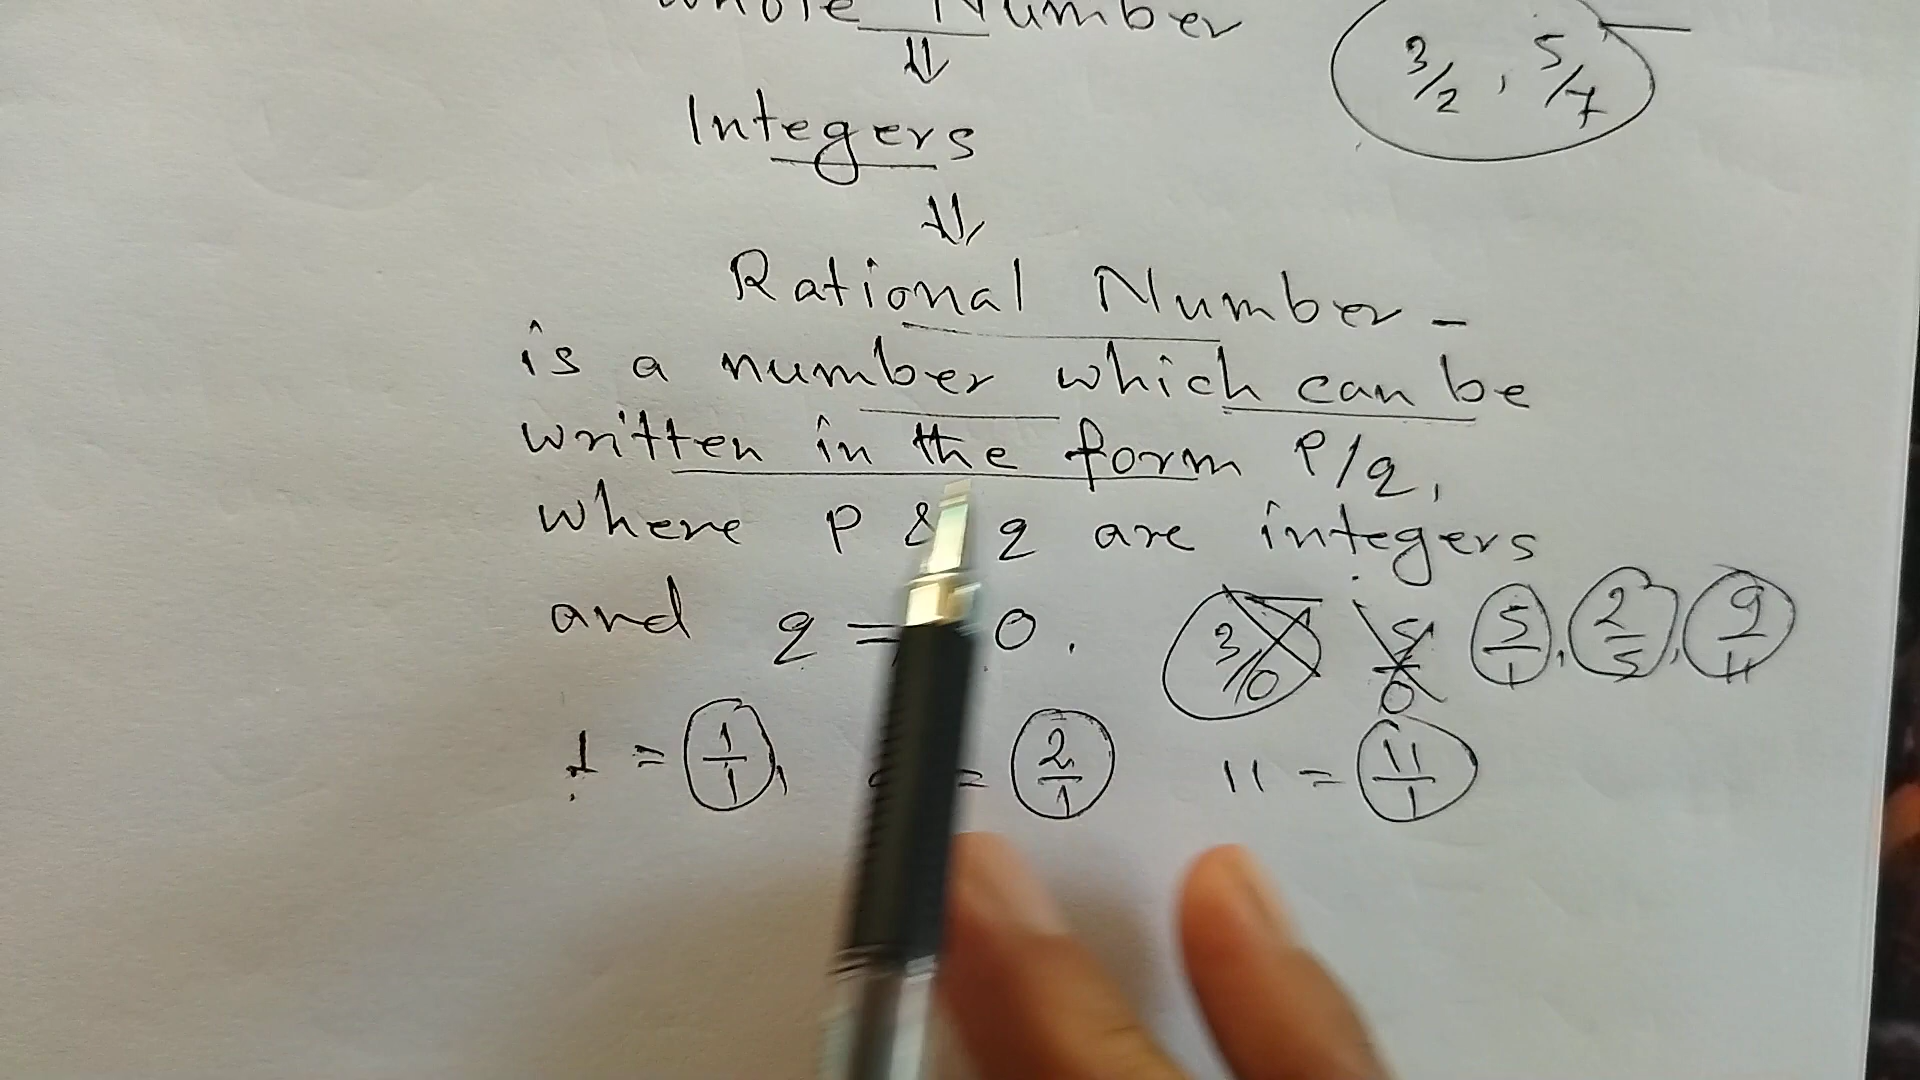 Whole Number
⇓
3/2, 5/7
Integers
⇓
Rational Number -
is a number which can be
written in the form P/q,
where P & q are integers
and q 0.
3/0 5/0 5/1, 2/5, 9/11
1 = 1/1, = 2/1 11 = 11/1